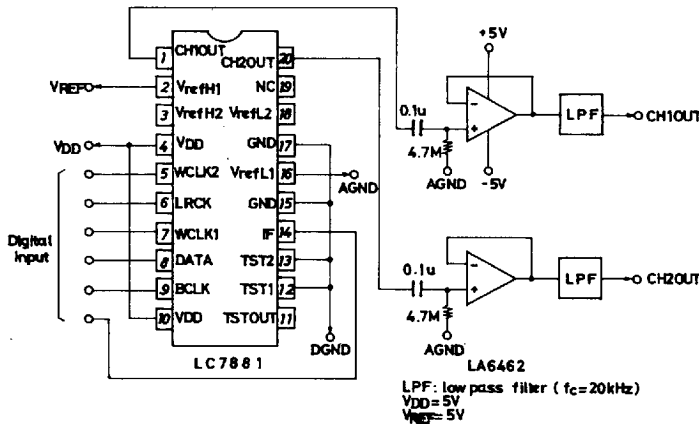 1 CH1OUT
CH2OUT 20
VREF
2 VrefH1
NC 19
3 VrefH2
VrefL2 18
VDD
4 VDD
GND 17
5 WCLK2
VrefL1 16
AGND
6 LRCK
GND 15
7 WCLK1
IF 14
8 DATA
TST2 13
9 BCLK
TST1 12
10 VDD
TSTOUT 11
Digital
input
DGND
LC7881
+5V
0.1u
-
+
4.7M
AGND
-5V
LPF
CH1OUT
0.1u
-
+
4.7M
AGND
LPF
CH2OUT
LA6462
LPF: low pass filter ( fc=20kHz)
VDD=5V
VREF=5V